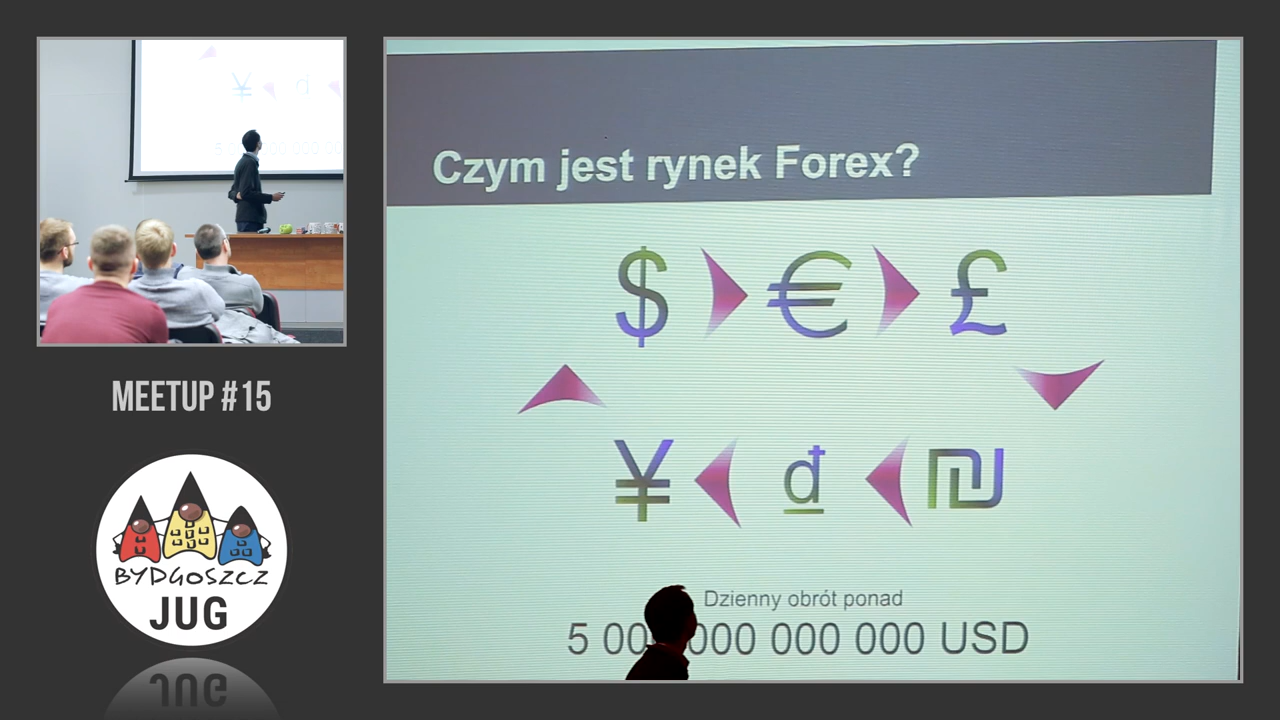 MEETUP #15
BYDGOSZCZ
JUG
Czym jest rynek Forex?
$ € £
¥ ₫ ₪
Dzienny obrót ponad
5 00 000 000 000 USD